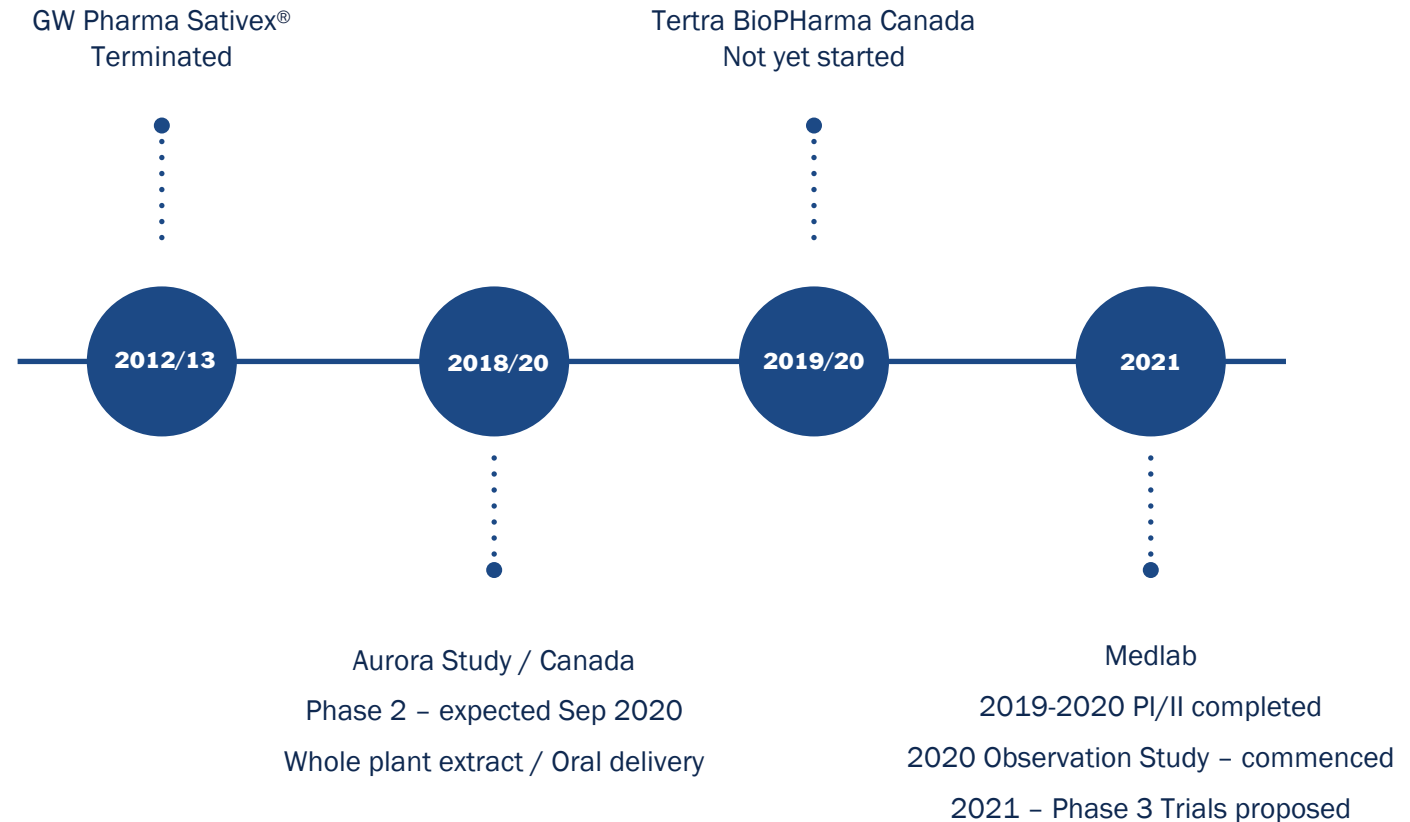 GW Pharma Sativex®
Terminated
Tertra BioPHarma Canada
Not yet started
2012/13
2018/20
2019/20
2021
Aurora Study / Canada
Phase 2 – expected Sep 2020
Whole plant extract / Oral delivery
Medlab
2019-2020 PI/II completed
2020 Observation Study – commenced
2021 – Phase 3 Trials proposed